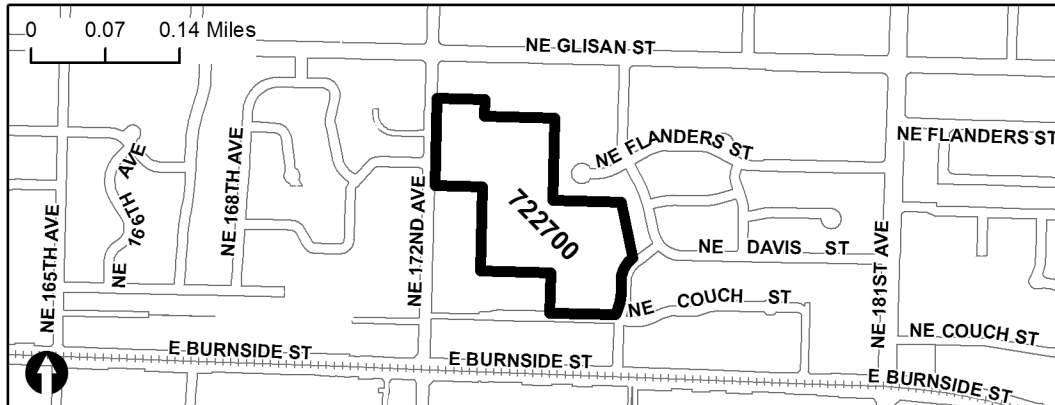 0 0.07 0.14 Miles
NE GLISAN ST
NE FLANDERS ST
NE FLANDERS ST
NE 166TH AVE
NE 168TH AVE
NE 165TH AVE
NE 172ND AVE
722700
NE DAVIS ST
NE 181ST AVE
NE COUCH ST
NE COUCH ST
E BURNSIDE ST
E BURNSIDE ST
E BURNSIDE ST